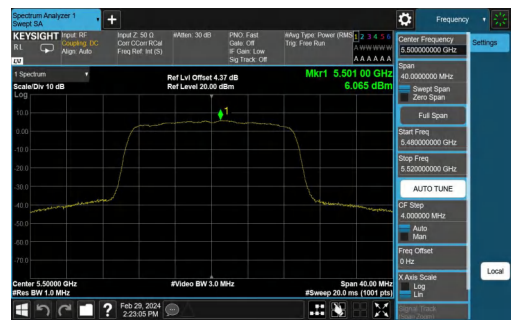 Spectrum Analyzer 1
Swept SA
Frequency
KEYSIGHT
RL
LV
Input: RF
Coupling: DC
Align: Auto
Input Z: 50 Ω
Corr CCorr RCal
Freq Ref: Int (S)
#Atten: 30 dB
PNO: Fast
Gate: Off
IF Gain: Low
Sig Track: Off
#Avg Type: Power (RMS)
Trig: Free Run
1 2 3 4 5 6
A W W W W W
A A A A A A
1 Spectrum
Scale/Div 10 dB
Log
Ref Lvl Offset 4.37 dB
Ref Level 20.00 dBm
Mkr1 5.501 00 GHz
6.065 dBm
1
10.0
0.00
-10.0
-20.0
-30.0
-40.0
-50.0
-60.0
-70.0
Center 5.50000 GHz
#Res BW 1.0 MHz
#Video BW 3.0 MHz
Span 40.00 MHz
#Sweep 20.0 ms (1001 pts)
Feb 29, 2024
2:23:05 PM
Center Frequency
5.500000000 GHz
Settings
Span
40.0000000 MHz
Swept Span
Zero Span
Full Span
Start Freq
5.480000000 GHz
Stop Freq
5.520000000 GHz
AUTO TUNE
CF Step
4.000000 MHz
Auto
Man
Freq Offset
0 Hz
X Axis Scale
Log
Lin
Local
Signal Track